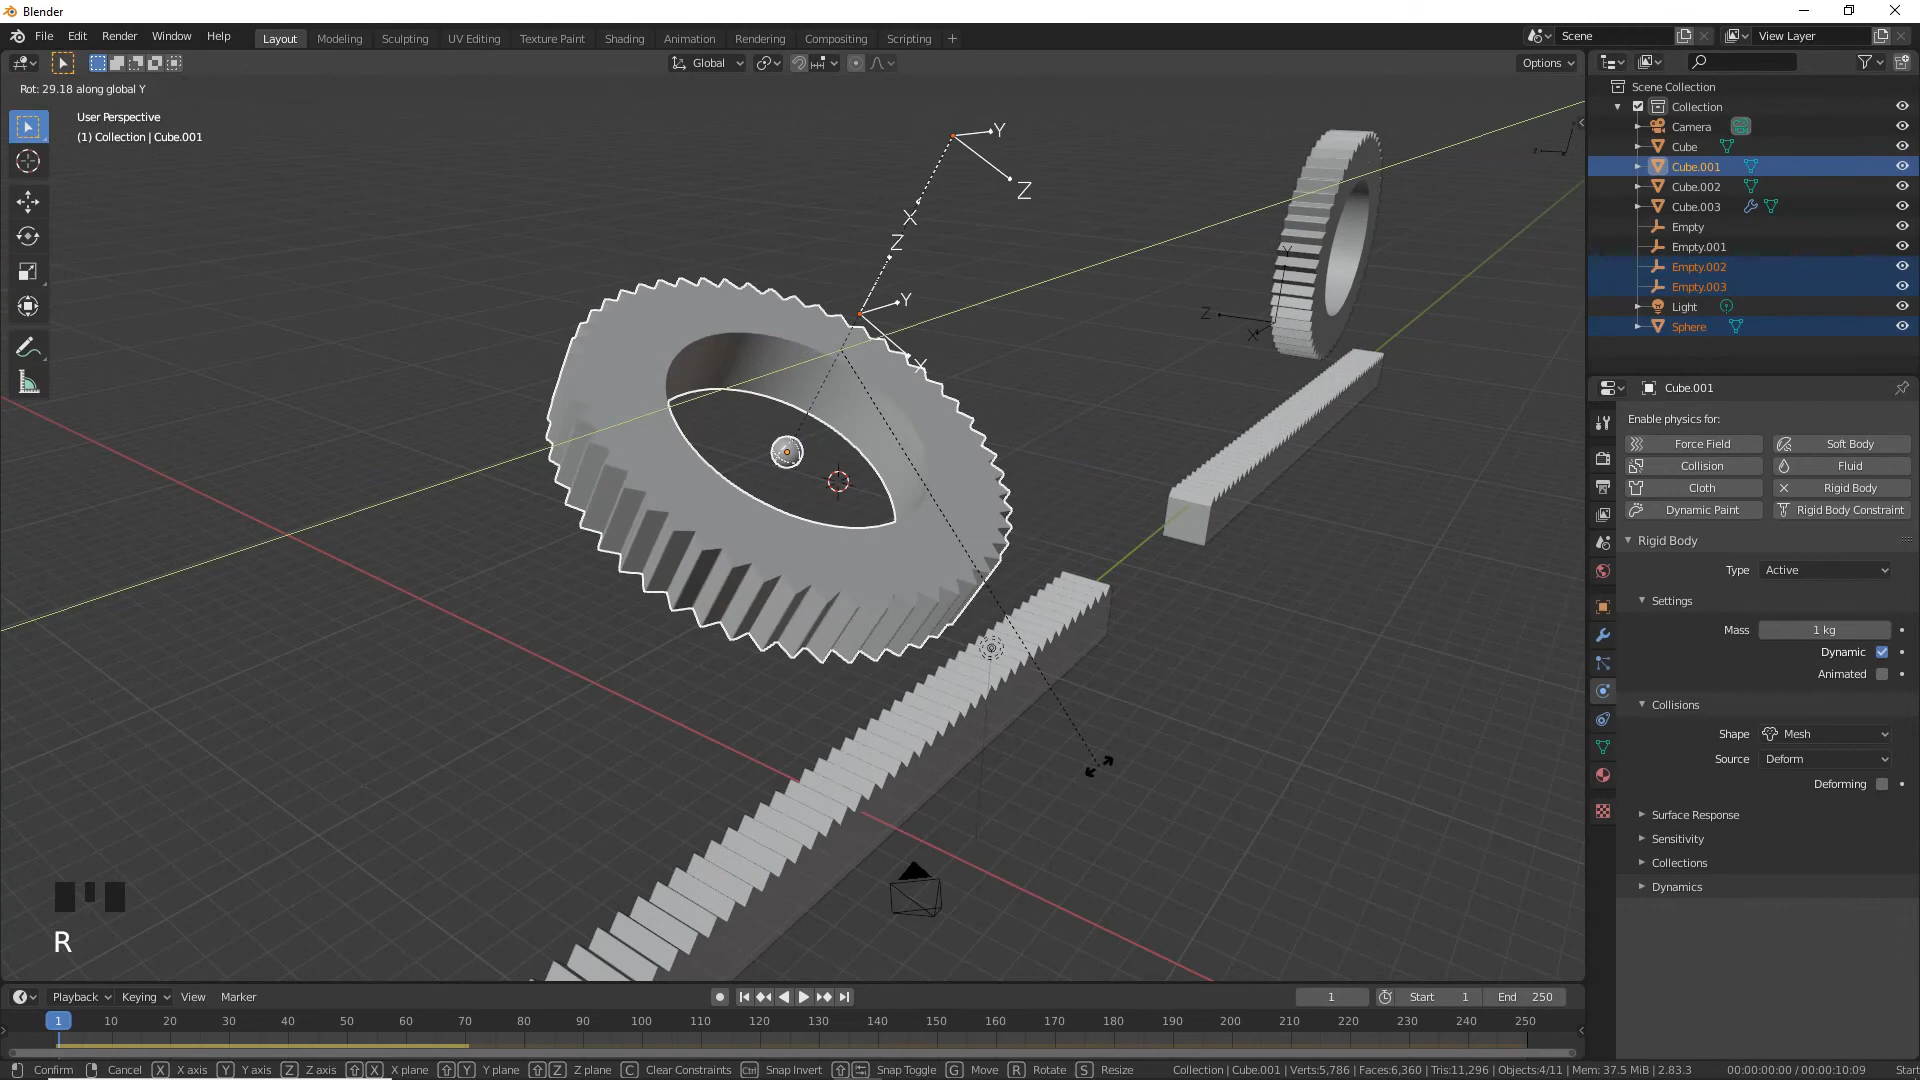 Blender
File Edit Render Window Help
Layout Modeling Sculpting UV Editing Texture Paint Shading Animation Rendering Compositing Scripting +
Scene
View Layer
Global
Options
Rot: 29.18 along global Y
User Perspective
(1) Collection | Cube.001
Y
Z
X
Z
Y
X
Y
Z
X
R
Scene Collection
Collection
Camera
Cube
Cube.001
Cube.002
Cube.003
Empty
Empty.001
Empty.002
Empty.003
Light
Sphere
Cube.001
Enable physics for:
Force Field Soft Body
Collision Fluid
Cloth Rigid Body
Dynamic Paint Rigid Body Constraint
Rigid Body
Type Active
Settings
Mass 1 kg
Dynamic
Animated
Collisions
Shape Mesh
Source Deform
Deforming
Surface Response
Sensitivity
Collections
Dynamics
Playback Keying View Marker
1 Start 1 End 250
1 10 20 30 40 50 60 70 80 90 100 110 120 130 140 150 160 170 180 190 200 210 220 230 240 250
Confirm Cancel X X axis Y Y axis Z Z axis X X plane Y Y plane Z Z plane C Clear Constraints Ctrl Snap Invert Snap Toggle G Move R Rotate S Resize Collection | Cube.001 | Verts:5,786 | Faces:6,360 | Tris:11,296 | Objects:4/11 | Mem: 37.5 MiB | 2.83.3 00:00:00:00 / 00:00:10:09 Start